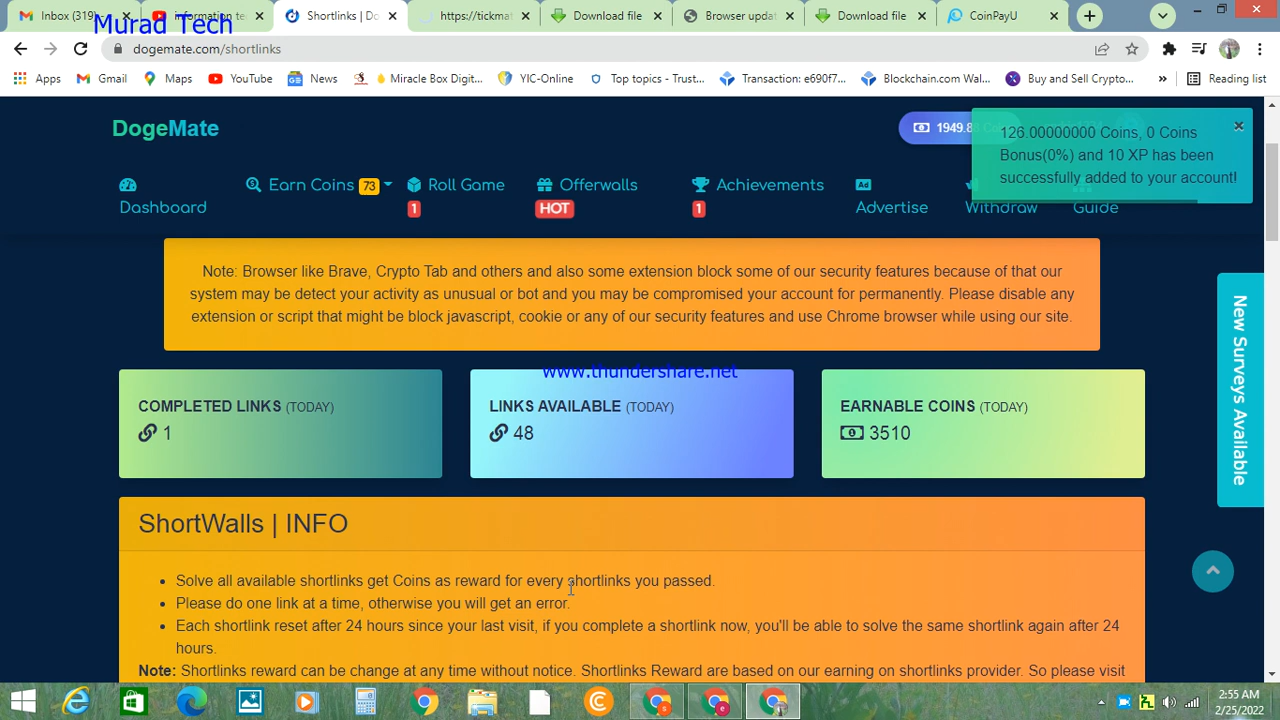 Inbox (319)
information te
Shortlinks | Do
https://tickmat
Download file
Browser upda
Download file
CoinPayU
Murad Tech
dogemate.com/shortlinks
Apps
Gmail
Maps
YouTube
News
Miracle Box Digit...
YIC-Online
Top topics - Trust...
Transaction: e690f7...
Blockchain.com Wal...
Buy and Sell Crypto...
»
Reading list
DogeMate
1949.8
126.00000000 Coins, 0 Coins
Bonus(0%) and 10 XP has been
successfully added to your account!
×
Dashboard
Earn Coins 73
Roll Game
1
Offerwalls
HOT
Achievements
1
Ad
Advertise
Withdraw
Guide
Note: Browser like Brave, Crypto Tab and others and also some extension block some of our security features because of that our
system may be detect your activity as unusual or bot and you may be compromised your account for permanently. Please disable any
extension or script that might be block javascript, cookie or any of our security features and use Chrome browser while using our site.
New Surveys Available
www.thundershare.net
COMPLETED LINKS (TODAY)
1
LINKS AVAILABLE (TODAY)
48
EARNABLE COINS (TODAY)
3510
ShortWalls | INFO
• Solve all available shortlinks get Coins as reward for every shortlinks you passed.
• Please do one link at a time, otherwise you will get an error.
• Each shortlink reset after 24 hours since your last visit, if you complete a shortlink now, you'll be able to solve the same shortlink again after 24
hours.
Note: Shortlinks reward can be change at any time without notice. Shortlinks Reward are based on our earning on shortlinks provider. So please visit
2:55 AM
2/25/2022